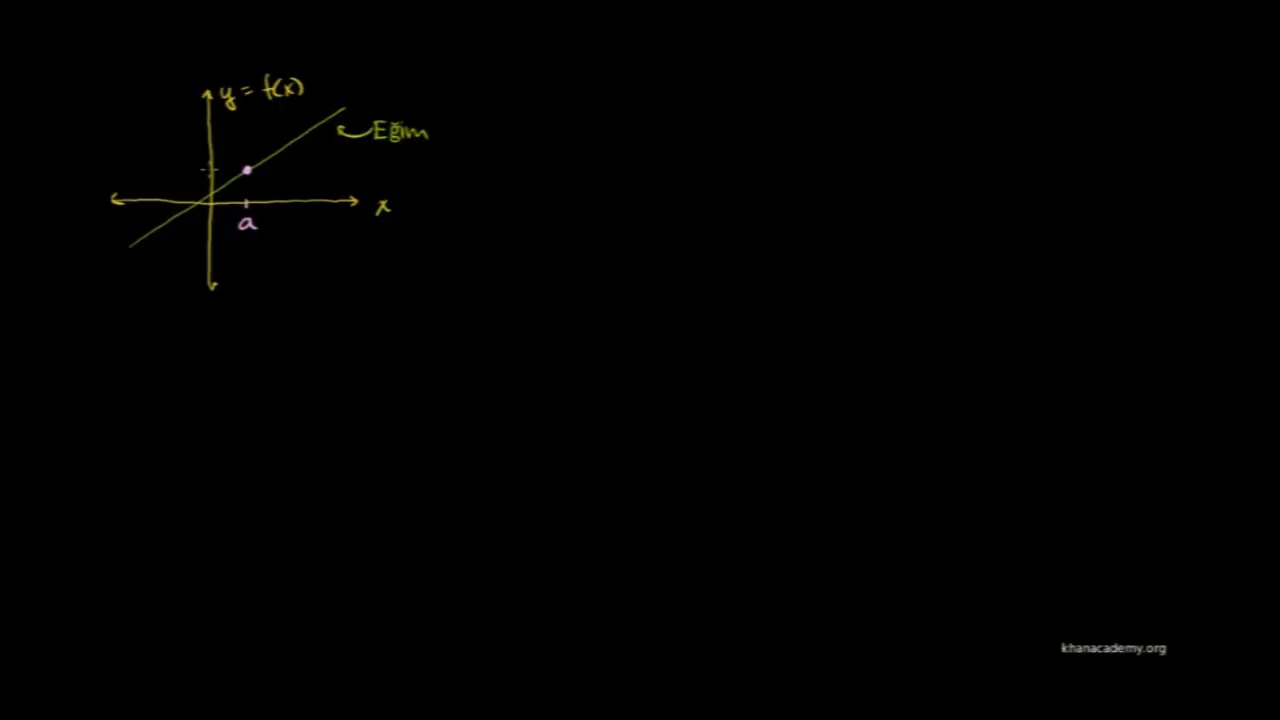 y = f(x)
Eğim
x
a
khanacademy.org